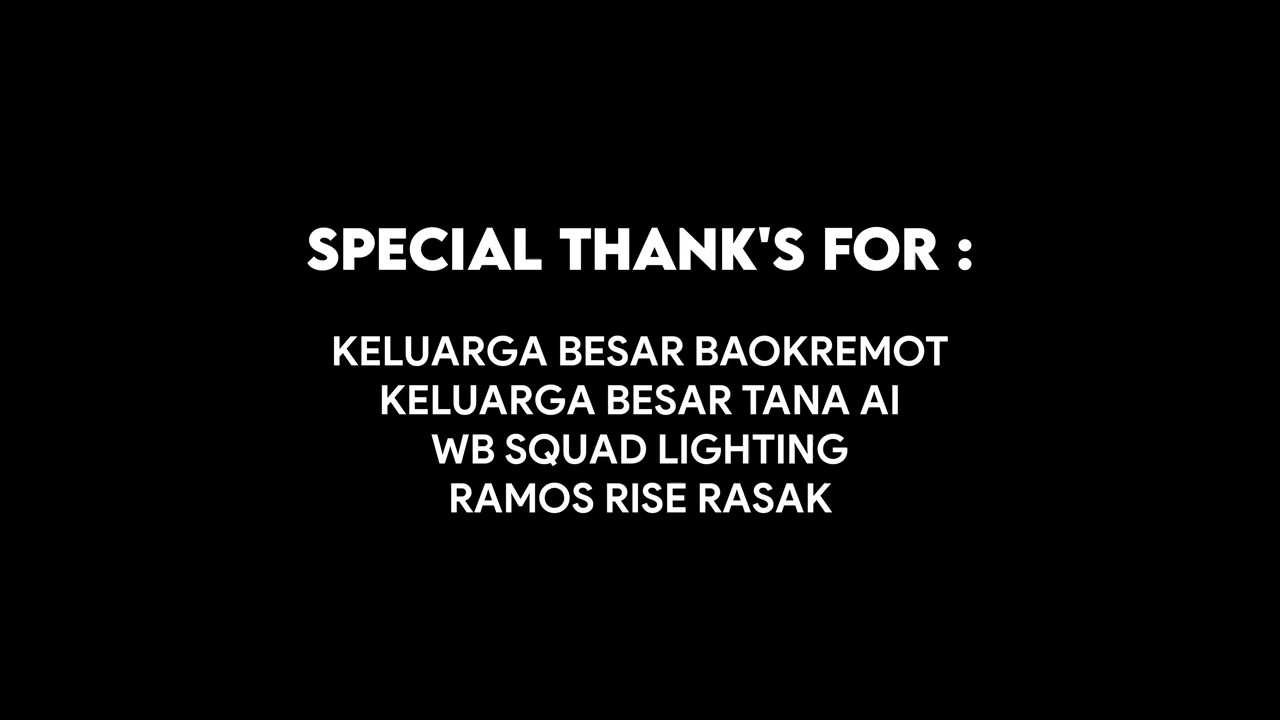 SPECIAL THANK'S FOR :
KELUARGA BESAR BAOKREMOT
KELUARGA BESAR TANA AI
WB SQUAD LIGHTING
RAMOS RISE RASAK